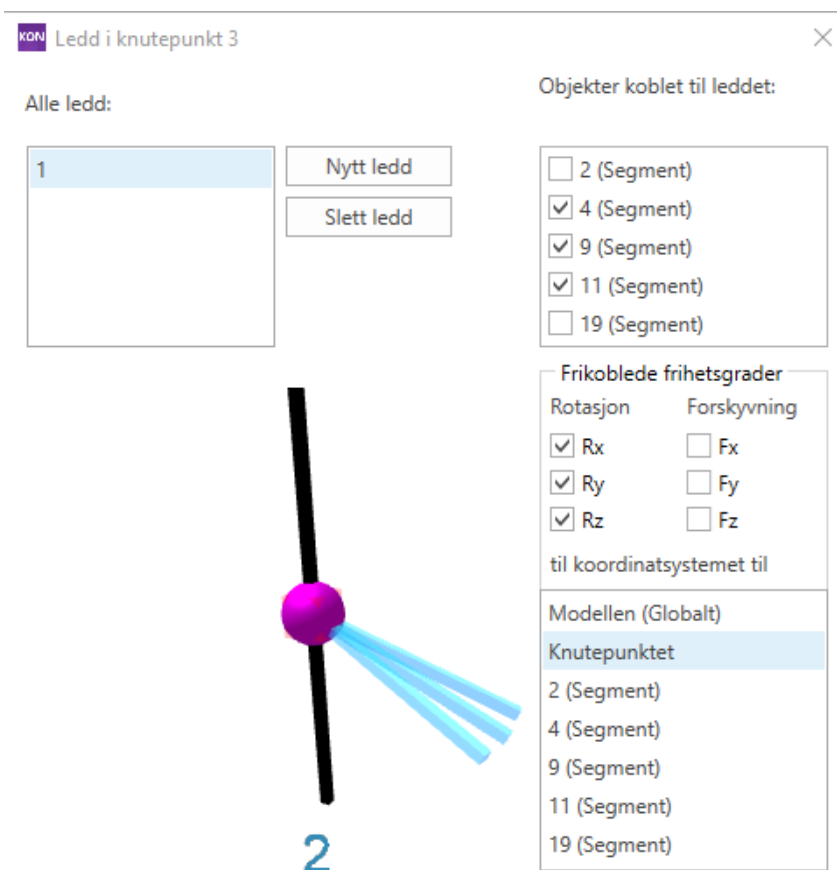 KON Ledd i knutepunkt 3
Alle ledd:
1
Nytt ledd
Slett ledd
Objekter koblet til leddet:
2 (Segment)
4 (Segment)
9 (Segment)
11 (Segment)
19 (Segment)
Frikoblede frihetsgrader
Rotasjon Forskyvning
Rx Fx
Ry Fy
Rz Fz
til koordinatsystemet til
Modellen (Globalt)
Knutepunktet
2 (Segment)
4 (Segment)
9 (Segment)
11 (Segment)
19 (Segment)
2